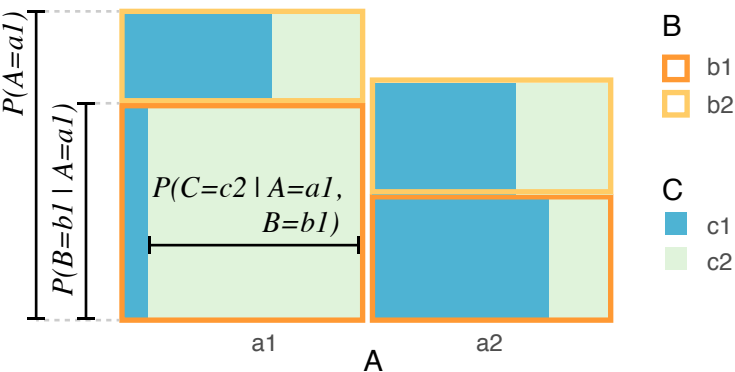 P(A=a1)
P(B=b1 | A=a1)
P(C=c2 | A=a1,
B=b1)
a1
a2
A
B
b1
b2
C
c1
c2